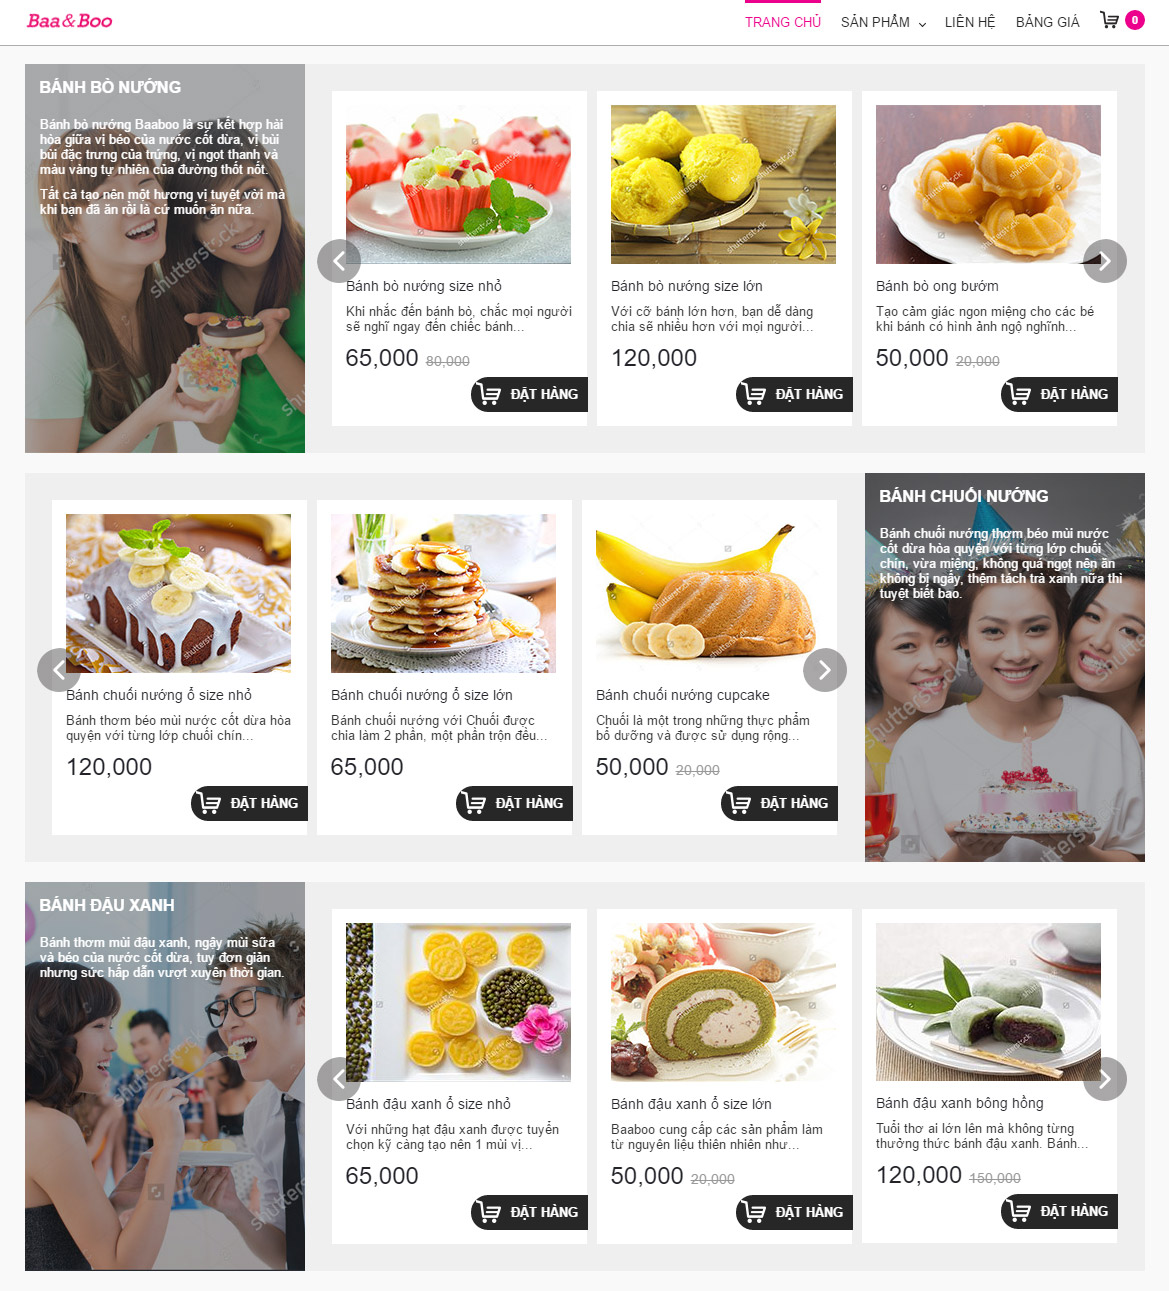 Baa&Boo
TRANG CHỦ
SẢN PHẨM
LIÊN HỆ
BẢNG GIÁ
0
BÁNH BÒ NƯỚNG
Bánh bò nướng Baaboo là sự kết hợp hài
hòa giữa vị béo của nước cốt dừa, vị bùi
bùi đặc trưng của trứng, vị ngọt thanh và
màu vàng tự nhiên của đường thốt nốt.
Tất cả tạo nên một hương vị tuyệt vời mà
khi bạn đã ăn rồi là cứ muốn ăn nữa.
shutterstock
Bánh bò nướng size nhỏ
Khi nhắc đến bánh bò, chắc mọi người
sẽ nghĩ ngay đến chiếc bánh...
65,000 80,000
ĐẶT HÀNG
Bánh bò nướng size lớn
Với cỡ bánh lớn hơn, bạn dễ dàng
chia sẽ nhiều hơn với mọi người...
120,000
ĐẶT HÀNG
Bánh bò ong bướm
Tạo cảm giác ngon miệng cho các bé
khi bánh có hình ảnh ngộ nghĩnh...
50,000 20,000
ĐẶT HÀNG
Bánh chuối nướng ổ size nhỏ
Bánh thơm béo mùi nước cốt dừa hòa
quyện với từng lớp chuối chín...
120,000
ĐẶT HÀNG
Bánh chuối nướng ổ size lớn
Bánh chuối nướng với Chuối được
chia làm 2 phần, một phần trộn đều...
65,000
ĐẶT HÀNG
Bánh chuối nướng cupcake
Chuối là một trong những thực phẩm
bổ dưỡng và được sử dụng rộng...
50,000 20,000
ĐẶT HÀNG
BÁNH CHUỐI NƯỚNG
Bánh chuối nướng thơm béo mùi nước
cốt dừa hòa quyện với từng lớp chuối
chín, vừa miệng, không quá ngọt nên ăn
không bị ngấy, thêm tách trà xanh nữa thì
tuyệt biết bao.
shutterstock
BÁNH ĐẬU XANH
Bánh thơm mùi đậu xanh, ngậy mùi sữa
và béo của nước cốt dừa, tuy đơn giản
nhưng sức hấp dẫn vượt xuyên thời gian.
shutterstock
Bánh đậu xanh ổ size nhỏ
Với những hạt đậu xanh được tuyển
chọn kỹ càng tạo nên 1 mùi vị...
65,000
ĐẶT HÀNG
Bánh đậu xanh ổ size lớn
Baaboo cung cấp các sản phẩm làm
từ nguyên liệu thiên nhiên như...
50,000 20,000
ĐẶT HÀNG
Bánh đậu xanh bông hồng
Tuổi thơ ai lớn lên mà không từng
thưởng thức bánh đậu xanh. Bánh...
120,000 150,000
ĐẶT HÀNG